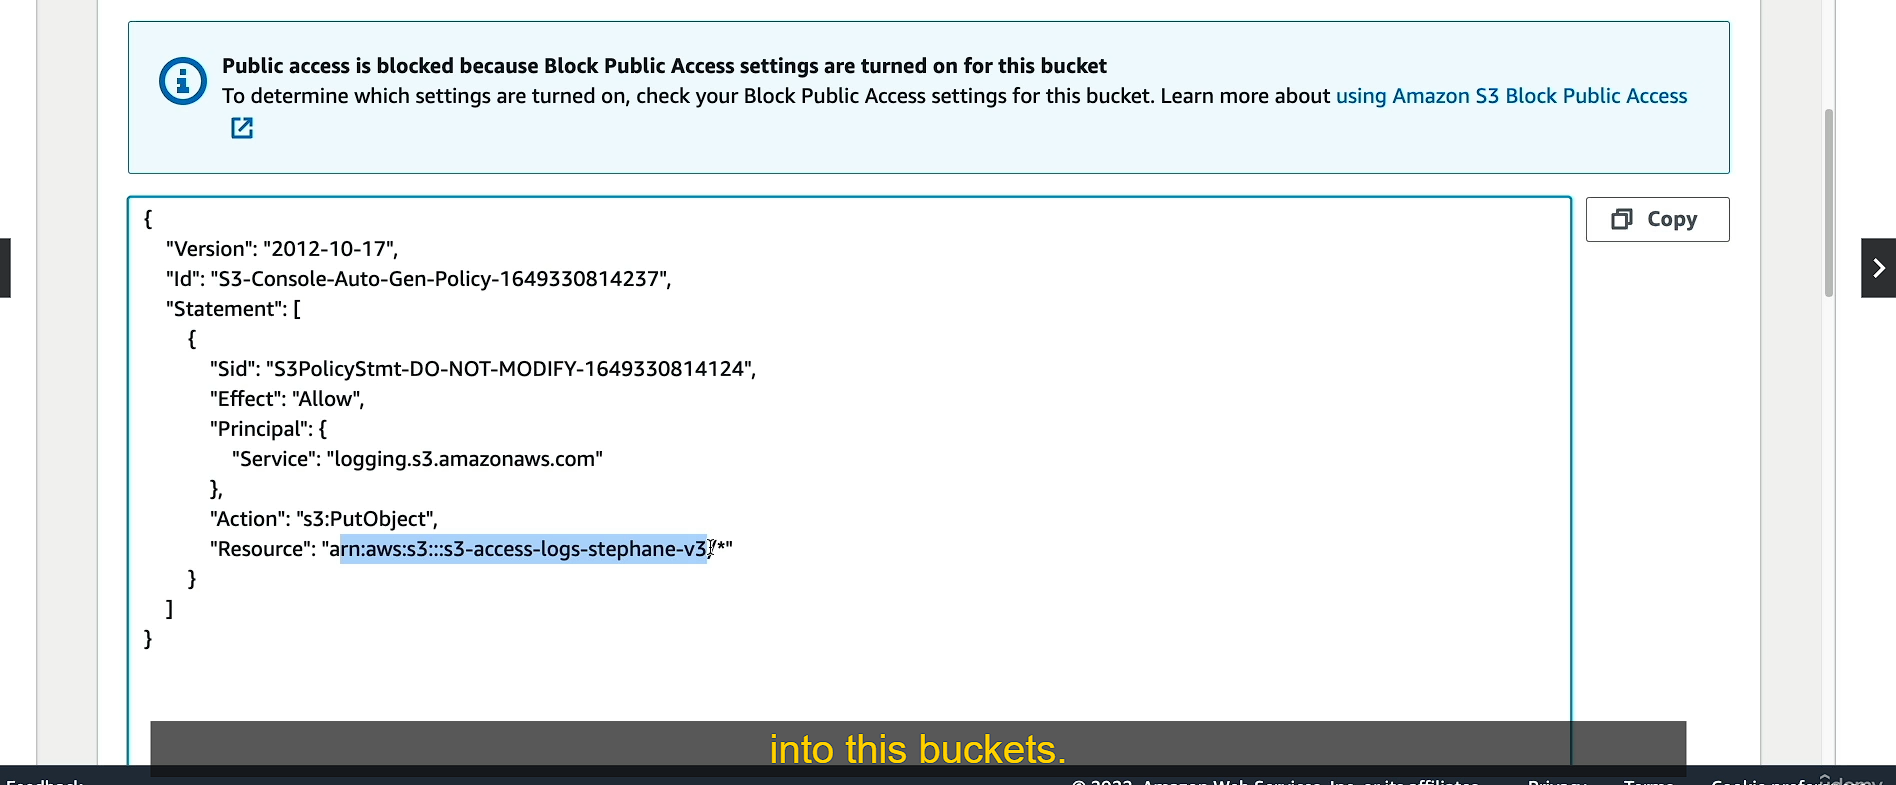 Public access is blocked because Block Public Access settings are turned on for this bucket
To determine which settings are turned on, check your Block Public Access settings for this bucket. Learn more about using Amazon S3 Block Public Access
Copy
{
"Version": "2012-10-17",
"Id": "S3-Console-Auto-Gen-Policy-1649330814237",
"Statement": [
{
"Sid": "S3PolicyStmt-DO-NOT-MODIFY-1649330814124",
"Effect": "Allow",
"Principal": {
"Service": "logging.s3.amazonaws.com"
},
"Action": "s3:PutObject",
"Resource": "arn:aws:s3:::s3-access-logs-stephane-v3/*"
}
]
}
into this buckets.
Feedback
© 2022, Amazon Web Services, Inc. or its affiliates.
Privacy
Terms
Cookie
udemy